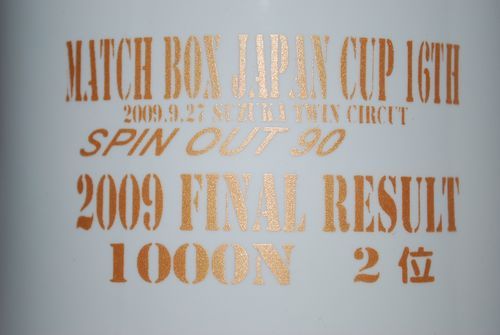 MATCH BOX JAPAN CUP 16TH
2009.9.27 SUZUKA TWIN CIRCUT
SPIN OUT 90
2009 FINAL RESULT
1000N 2位